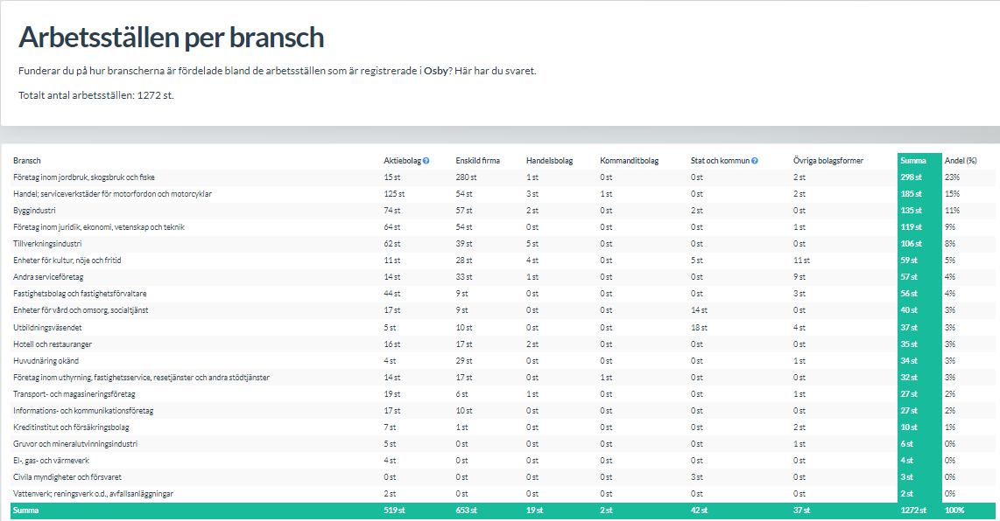 Arbetsställen per bransch
Funderar du på hur branscherna är fördelade bland de arbetsställen som är registrerade i Osby? Här har du svaret.
Totalt antal arbetsställen: 1272 st.
Bransch Aktiebolag ? Enskild firma Handelsbolag Kommanditbolag Stat och kommun ? Övriga bolagsformer Summa Andel (%)
Företag inom jordbruk, skogsbruk och fiske 15 st 280 st 1 st 0 st 0 st 2 st 298 st 23%
Handel; serviceverkstäder för motorfordon och motorcyklar 125 st 54 st 3 st 1 st 0 st 2 st 185 st 15%
Byggindustri 74 st 57 st 2 st 0 st 2 st 0 st 135 st 11%
Företag inom juridik, ekonomi, vetenskap och teknik 64 st 54 st 0 st 0 st 0 st 1 st 119 st 9%
Tillverkningsindustri 62 st 39 st 5 st 0 st 0 st 0 st 106 st 8%
Enheter för kultur, nöje och fritid 11 st 28 st 4 st 0 st 5 st 11 st 59 st 5%
Andra serviceföretag 14 st 33 st 1 st 0 st 0 st 9 st 57 st 4%
Fastighetsbolag och fastighetsförvaltare 44 st 9 st 0 st 0 st 0 st 3 st 56 st 4%
Enheter för vård och omsorg, socialtjänst 17 st 9 st 0 st 0 st 14 st 0 st 40 st 3%
Utbildningsväsendet 5 st 10 st 0 st 0 st 18 st 4 st 37 st 3%
Hotell och restauranger 16 st 17 st 2 st 0 st 0 st 0 st 35 st 3%
Huvudnäring okänd 4 st 29 st 0 st 0 st 0 st 1 st 34 st 3%
Företag inom uthyrning, fastighetsservice, resetjänster och andra stödtjänster 14 st 17 st 0 st 1 st 0 st 0 st 32 st 3%
Transport- och magasineringsföretag 19 st 6 st 1 st 0 st 0 st 1 st 27 st 2%
Informations- och kommunikationsföretag 17 st 10 st 0 st 0 st 0 st 0 st 27 st 2%
Kreditinstitut och försäkringsbolag 7 st 1 st 0 st 0 st 0 st 2 st 10 st 1%
Gruvor och mineralutvinningsindustri 5 st 0 st 0 st 0 st 0 st 1 st 6 st 0%
El-, gas- och värmeverk 4 st 0 st 0 st 0 st 0 st 0 st 4 st 0%
Civila myndigheter och försvaret 0 st 0 st 0 st 0 st 3 st 0 st 3 st 0%
Vattenverk; reningsverk o.d., avfallsanläggningar 2 st 0 st 0 st 0 st 0 st 0 st 2 st 0%
Summa 519 st 653 st 19 st 2 st 42 st 37 st 1272 st 100%